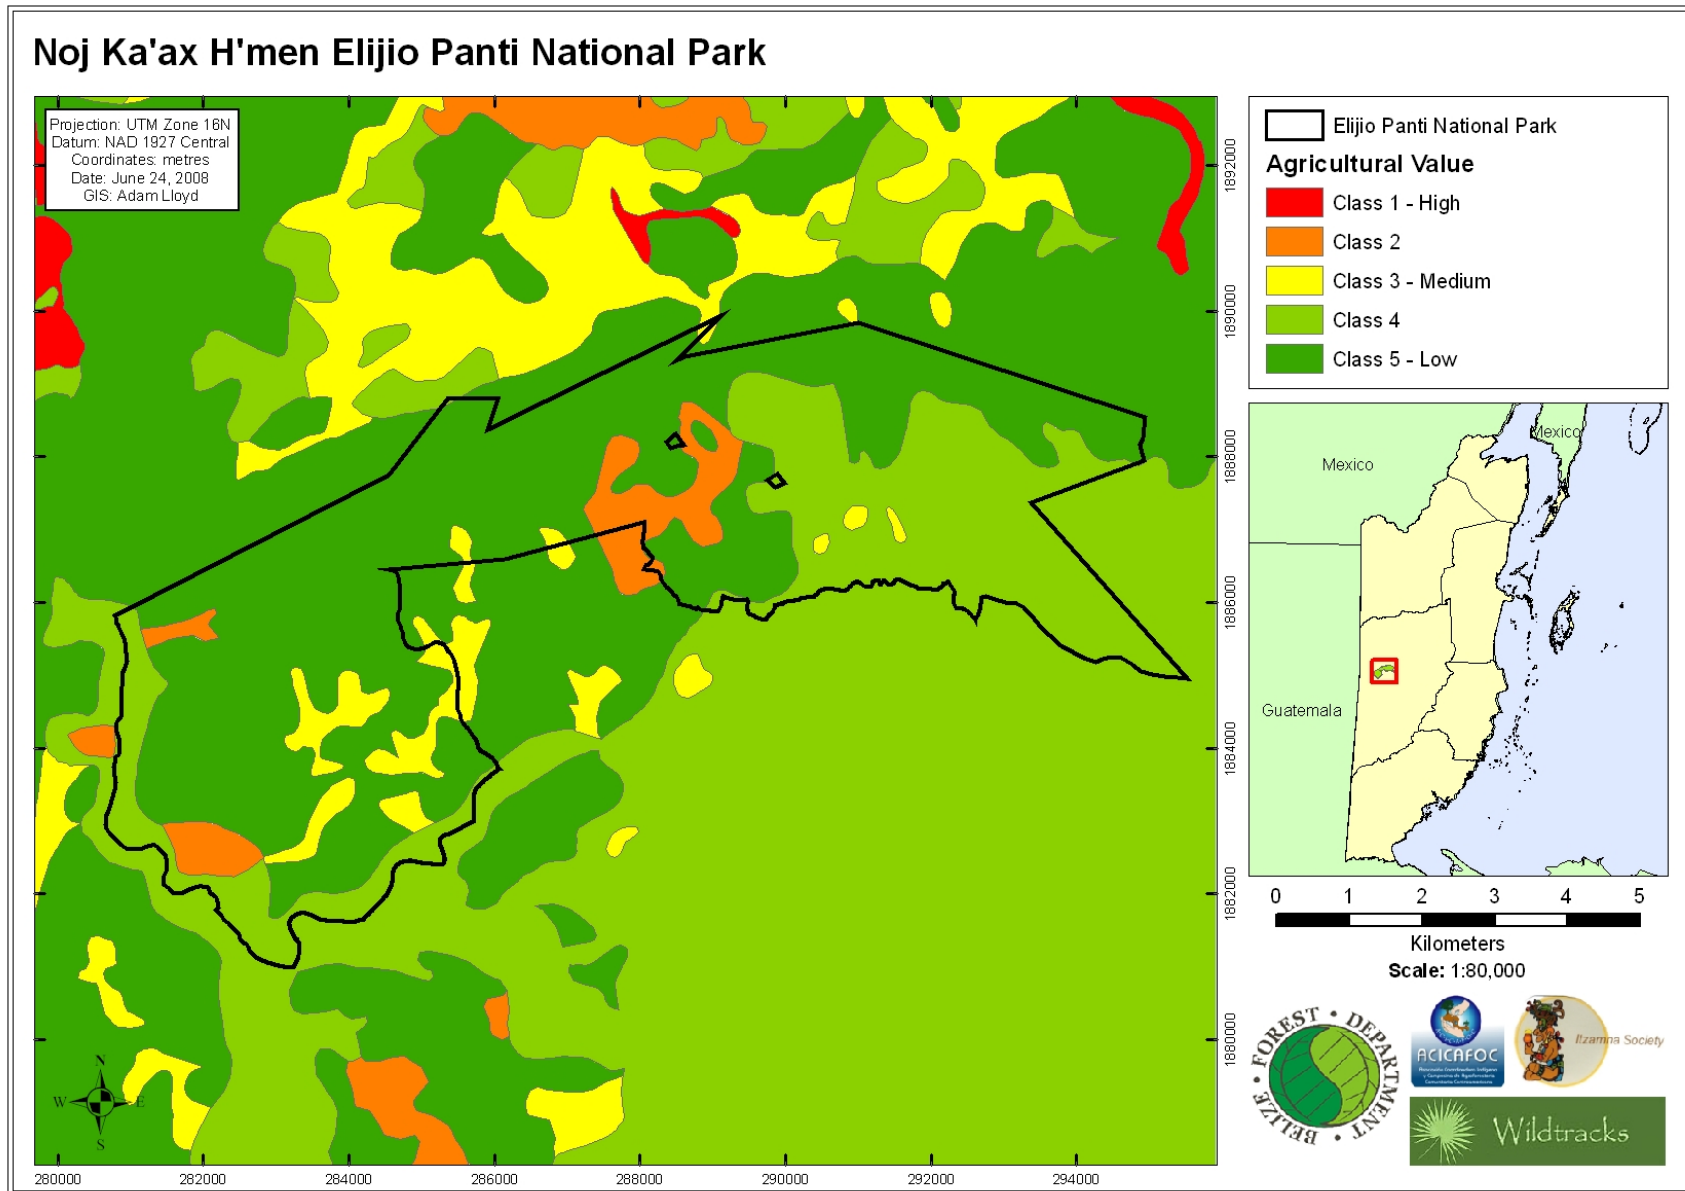 Noj Ka'ax H'men Elijio Panti National Park
Projection: UTM Zone 16N
Datum: NAD 1927 Central
Coordinates: metres
Date: June 24, 2008
GIS: Adam Lloyd
Elijio Panti National Park
Agricultural Value
Class 1 - High
Class 2
Class 3 - Medium
Class 4
Class 5 - Low
1892000
1890000
1888000
1886000
1884000
1882000
1880000
280000 282000 284000 286000 288000 290000 292000 294000
N
W E
S
Mexico
Mexico
Guatemala
0 1 2 3 4 5
Kilometers
Scale: 1:80,000
BELIZE • FOREST • DEPARTMENT •
ACICAFOC
Itzamna Society
Wildtracks